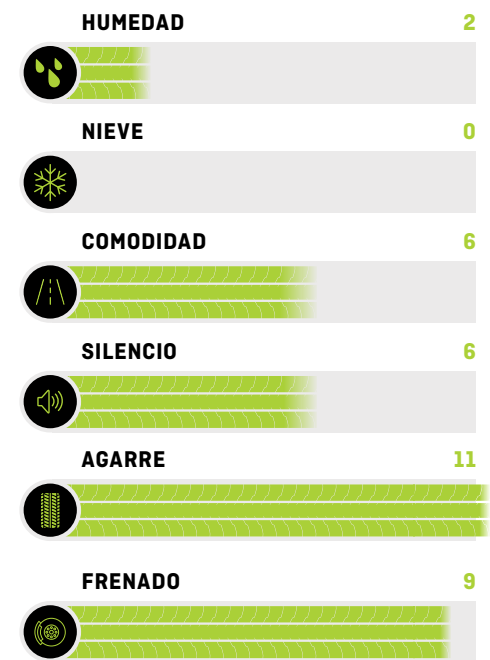 HUMEDAD 2
NIEVE 0
COMODIDAD 6
SILENCIO 6
AGARRE 11
FRENADO 9